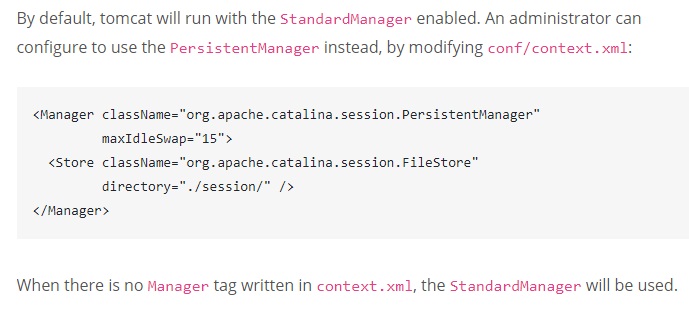 By default, tomcat will run with the StandardManager enabled. An administrator can
configure to use the PersistentManager instead, by modifying conf/context.xml:
<Manager className="org.apache.catalina.session.PersistentManager"
maxIdleSwap="15">
<Store className="org.apache.catalina.session.FileStore"
directory="./session/" />
</Manager>
When there is no Manager tag written in context.xml, the StandardManager will be used.